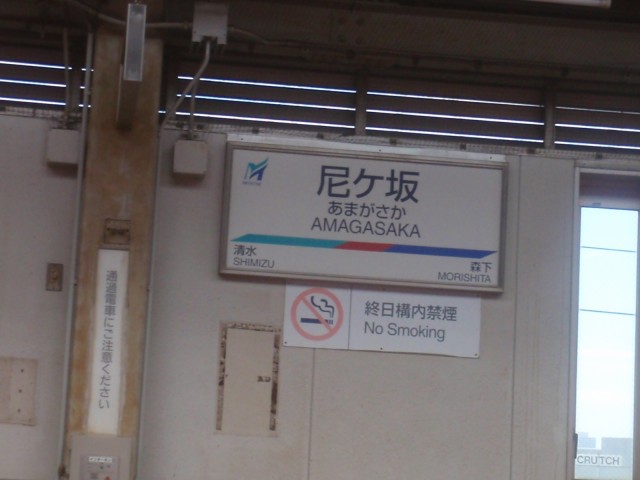 尼ケ坂
あまがさか
AMAGASAKA
清水
SHIMIZU
森下
MORISHITA
終日構内禁煙
No Smoking
通過電車にご注意ください
CRUTCH